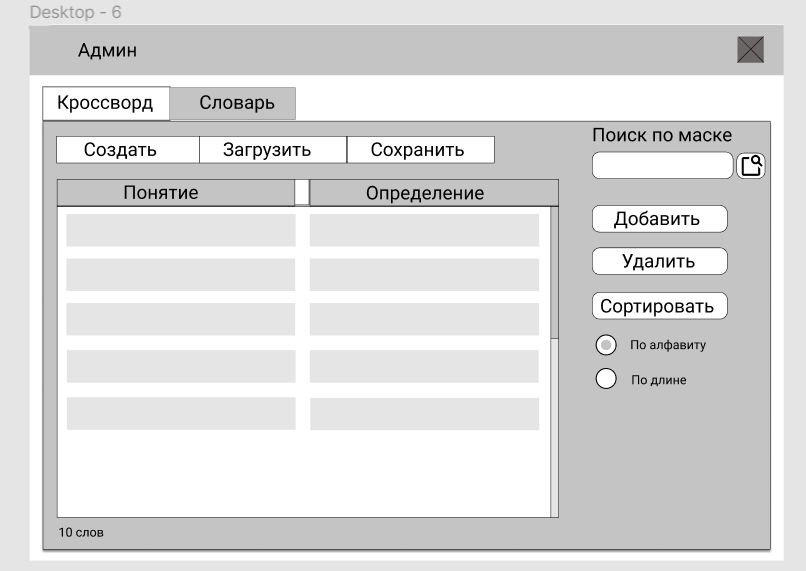 Desktop - 6
Админ
Кроссворд
Словарь
Создать
Загрузить
Сохранить
Поиск по маске
Понятие
Определение
Добавить
Удалить
Сортировать
По алфавиту
По длине
10 слов